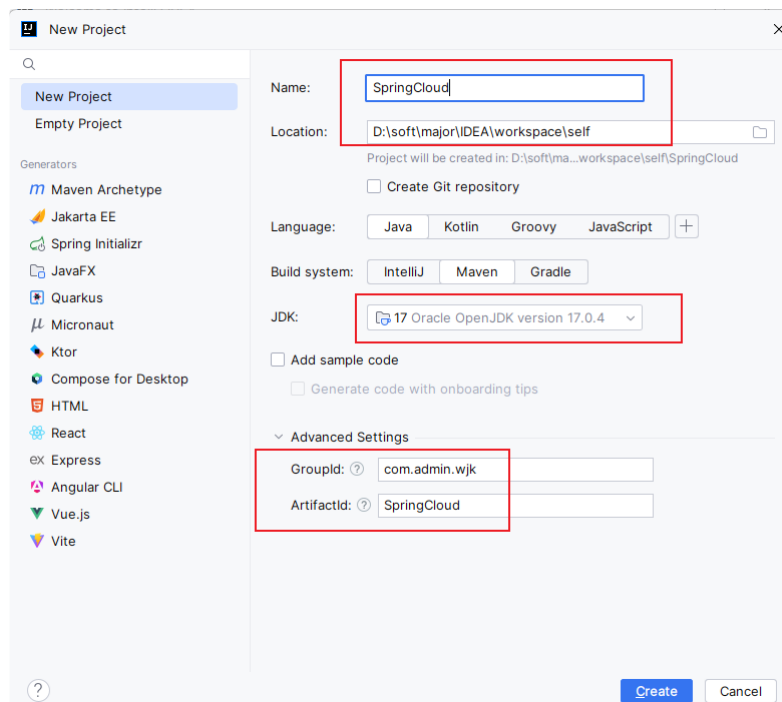 New Project
New Project
Empty Project
Generators
Maven Archetype
Jakarta EE
Spring Initializr
JavaFX
Quarkus
Micronaut
Ktor
Compose for Desktop
HTML
React
Express
Angular CLI
Vue.js
Vite
Name: SpringCloud
Location: D:\soft\major\IDEA\workspace\self
Project will be created in: D:\soft\ma...workspace\self\SpringCloud
Create Git repository
Language: Java Kotlin Groovy JavaScript
Build system: IntelliJ Maven Gradle
JDK: 17 Oracle OpenJDK version 17.0.4
Add sample code
Generate code with onboarding tips
Advanced Settings
GroupId: ? com.admin.wjk
ArtifactId: ? SpringCloud
? Create Cancel